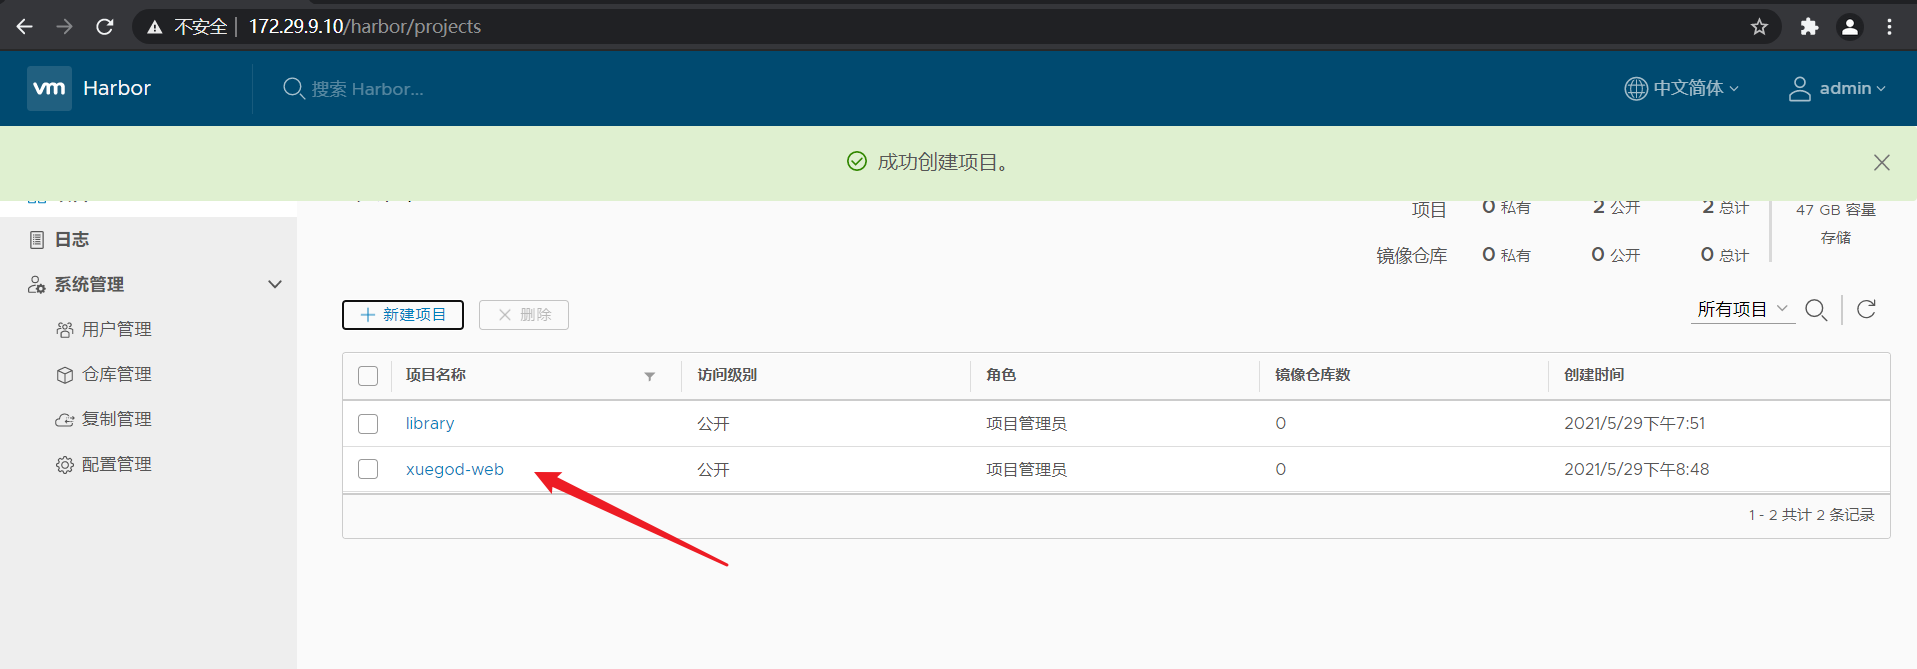 不安全 172.29.9.10/harbor/projects
vm Harbor 搜索 Harbor... 中文简体 admin
成功创建项目。
项目 0 私有 2 公开 2 总计 47 GB 容量
存储
镜像仓库 0 私有 0 公开 0 总计
日志
系统管理
用户管理
仓库管理
复制管理
配置管理
新建项目 删除 所有项目
项目名称 访问级别 角色 镜像仓库数 创建时间
library 公开 项目管理员 0 2021/5/29下午7:51
xuegod-web 公开 项目管理员 0 2021/5/29下午8:48
1 - 2 共计 2 条记录